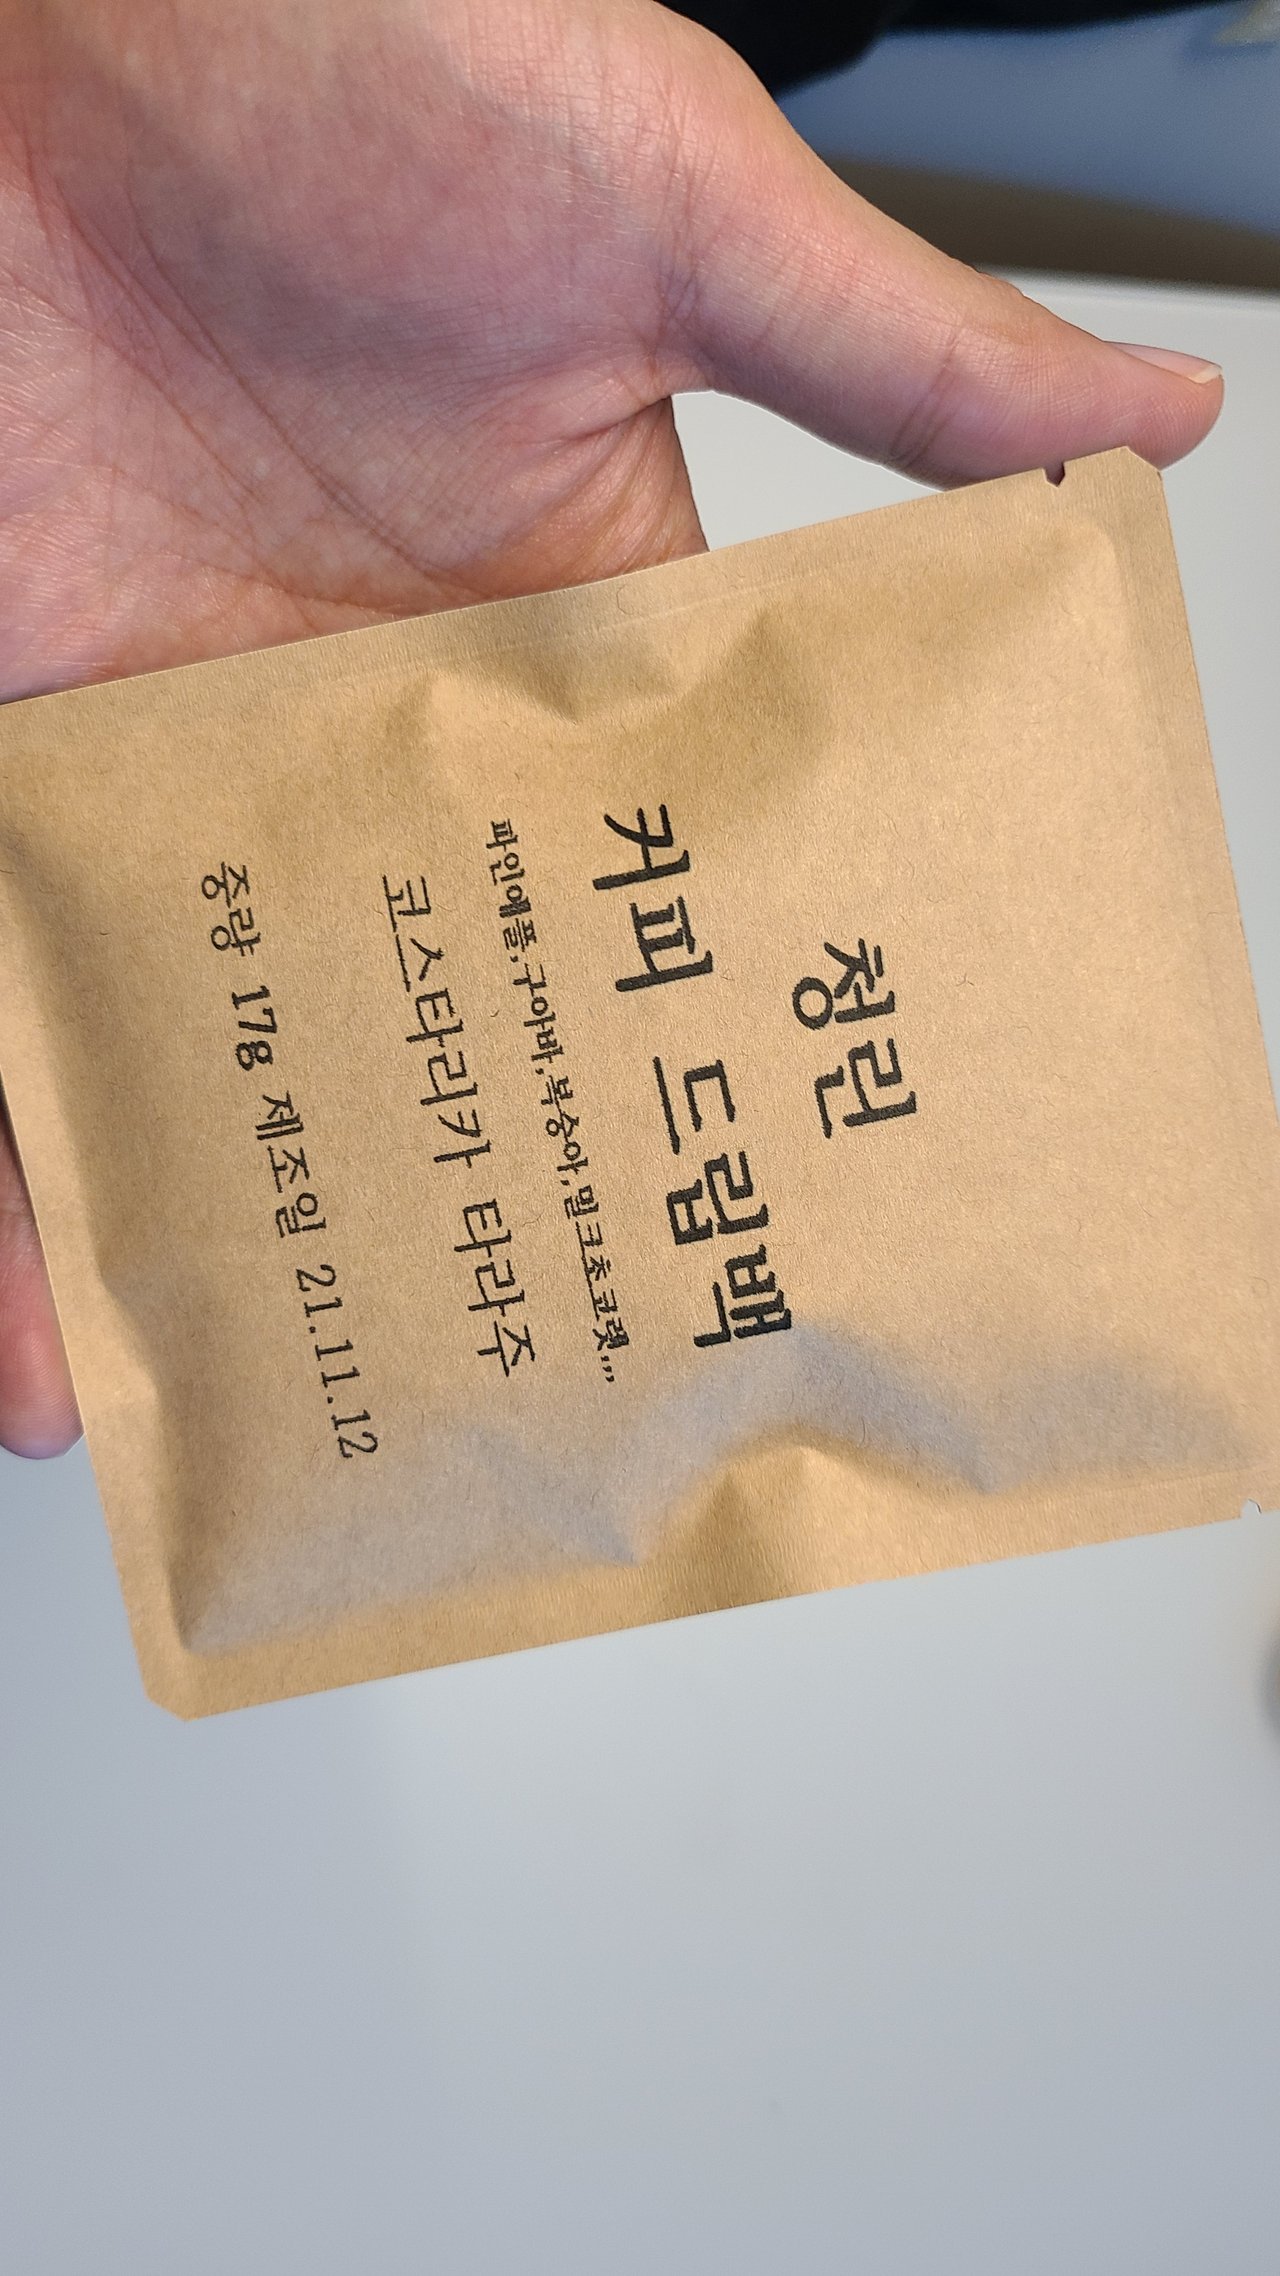 청린
커피 드립백
파인애플,구아바,복숭아,밀크초코렛,,,
코스타리카 타라주
중량 17g 제조일 21.11.12